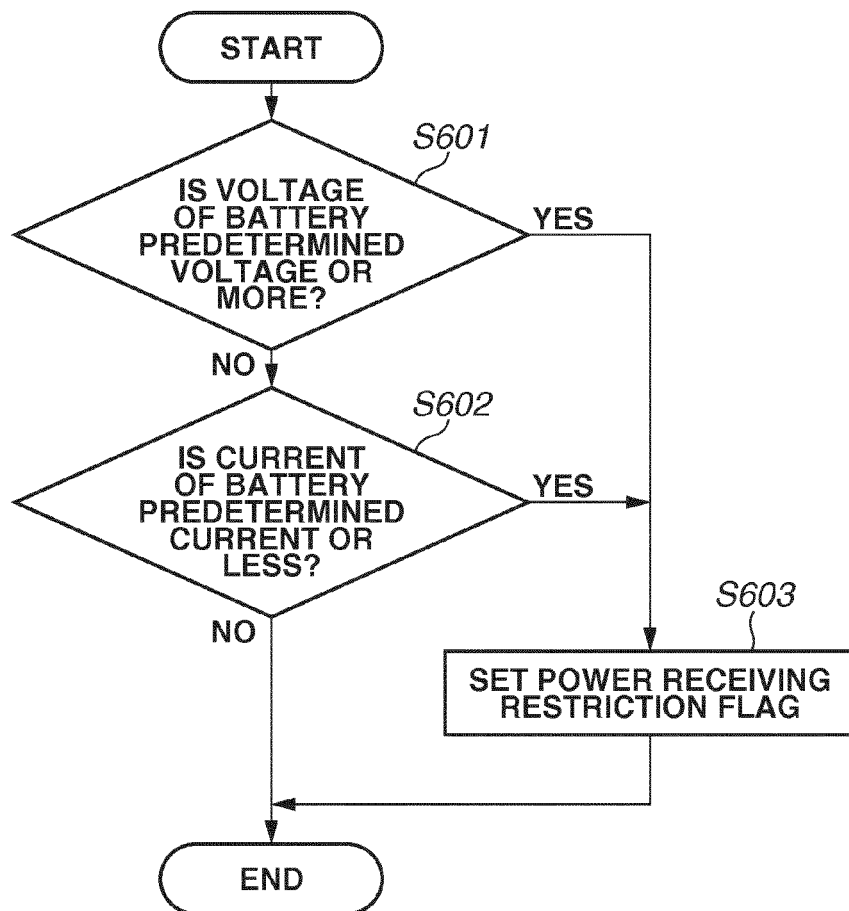 START
S601
IS VOLTAGE
OF BATTERY
PREDETERMINED
VOLTAGE OR
MORE?
YES
NO
S602
IS CURRENT
OF BATTERY
PREDETERMINED
CURRENT OR
LESS?
YES
NO
S603
SET POWER RECEIVING
RESTRICTION FLAG
END